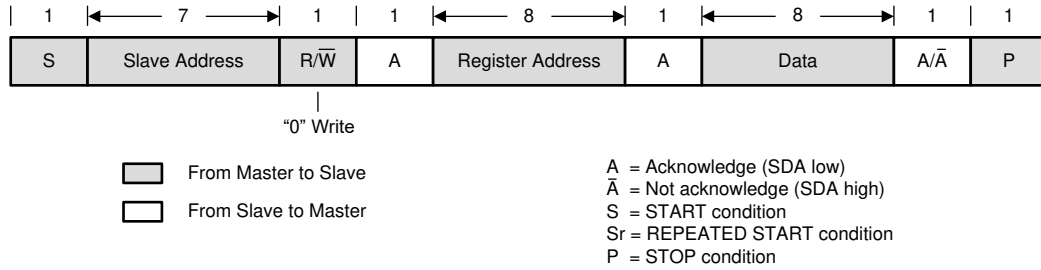 1 7 1 1 8 1 8 1 1
S Slave Address R/W̅ A Register Address A Data A/A̅ P
“0” Write
From Master to Slave
From Slave to Master
A = Acknowledge (SDA low)
A̅ = Not acknowledge (SDA high)
S = START condition
Sr = REPEATED START condition
P = STOP condition